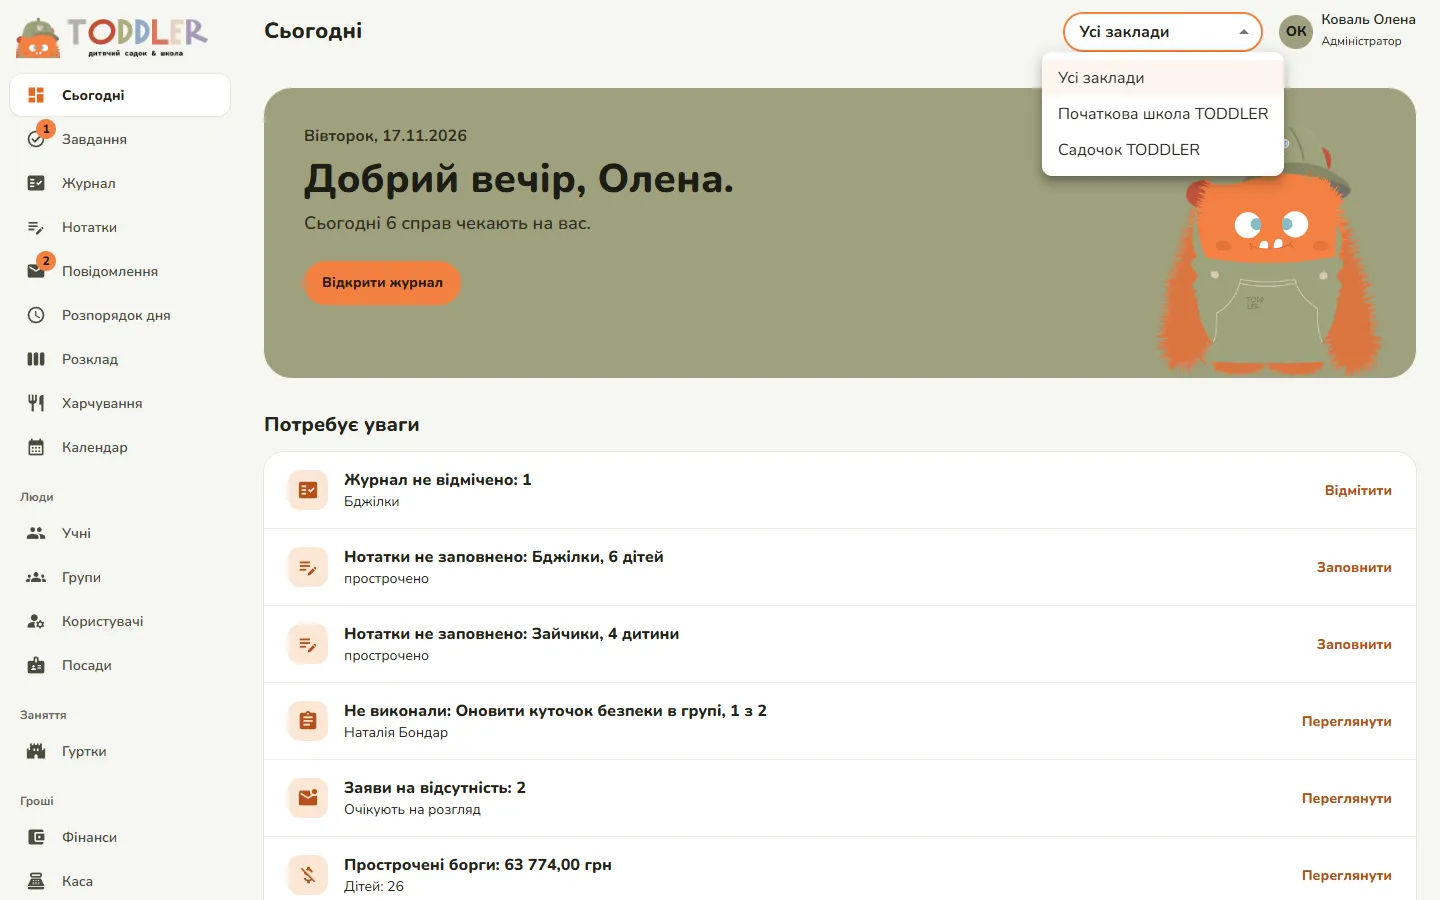 TODDLER
дитячий садок & школа
Сьогодні
Усі заклади
ОК
Коваль Олена
Адміністратор
Усі заклади
Початкова школа TODDLER
Садочок TODDLER
Сьогодні
1
Завдання
Журнал
Нотатки
2
Повідомлення
Розпорядок дня
Розклад
Харчування
Календар
Люди
Учні
Групи
Користувачі
Посади
Заняття
Гуртки
Гроші
Фінанси
Каса
Вівторок, 17.11.2026
Добрий вечір, Олена.
Сьогодні 6 справ чекають на вас.
Відкрити журнал
TODD
LER
Потребує уваги
Журнал не відмічено: 1
Бджілки
Відмітити
Нотатки не заповнено: Бджілки, 6 дітей
прострочено
Заповнити
Нотатки не заповнено: Зайчики, 4 дитини
прострочено
Заповнити
Не виконали: Оновити куточок безпеки в групі, 1 з 2
Наталія Бондар
Переглянути
Заяви на відсутність: 2
Очікують на розгляд
Переглянути
Прострочені борги: 63 774,00 грн
Дітей: 26
Переглянути